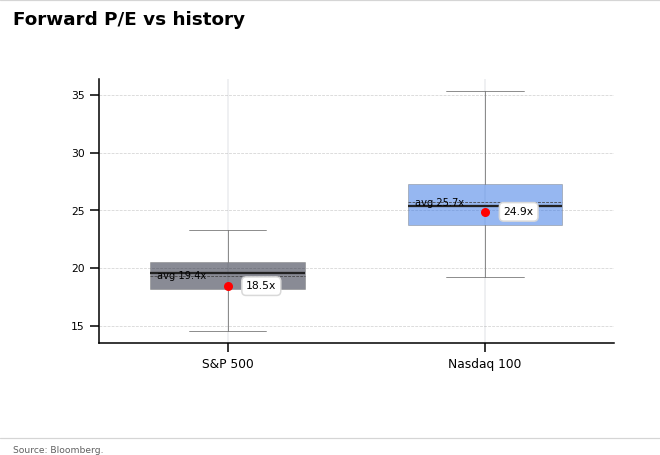 Forward P/E vs history
35
30
25
20
15
avg 25.7x
24.9x
avg 19.4x
18.5x
S&P 500
Nasdaq 100
Source: Bloomberg.